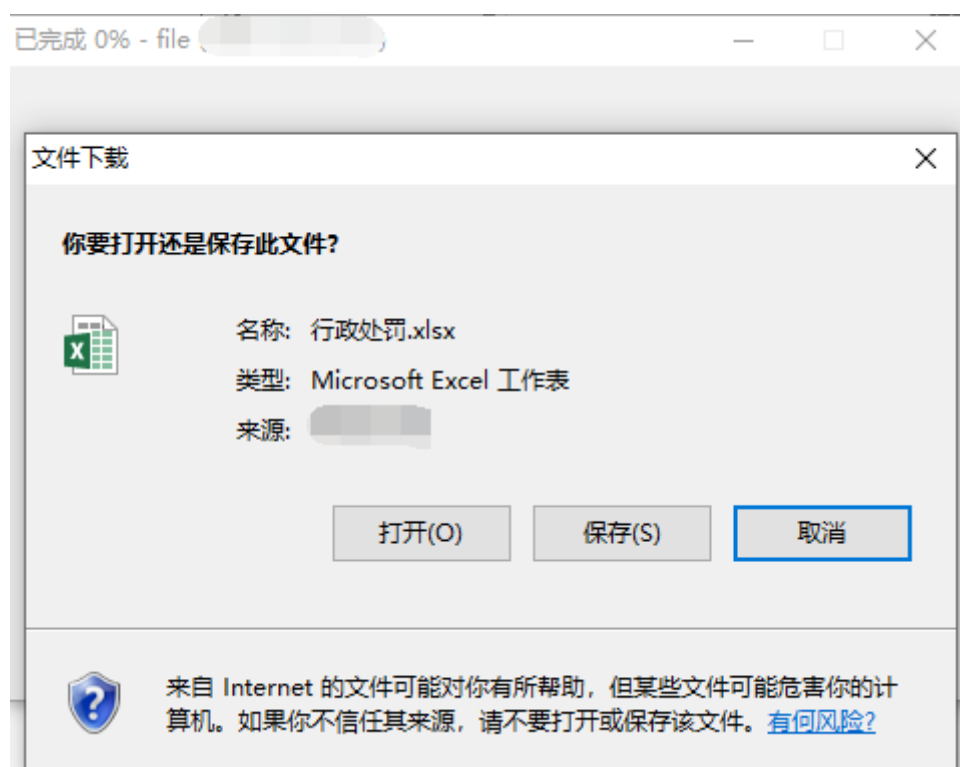 已完成 0% - file (
文件下载
你要打开还是保存此文件?
名称: 行政处罚.xlsx
类型: Microsoft Excel 工作表
来源:
打开(O) 保存(S) 取消
来自 Internet 的文件可能对你有所帮助，但某些文件可能危害你的计
算机。如果你不信任其来源，请不要打开或保存该文件。有何风险?